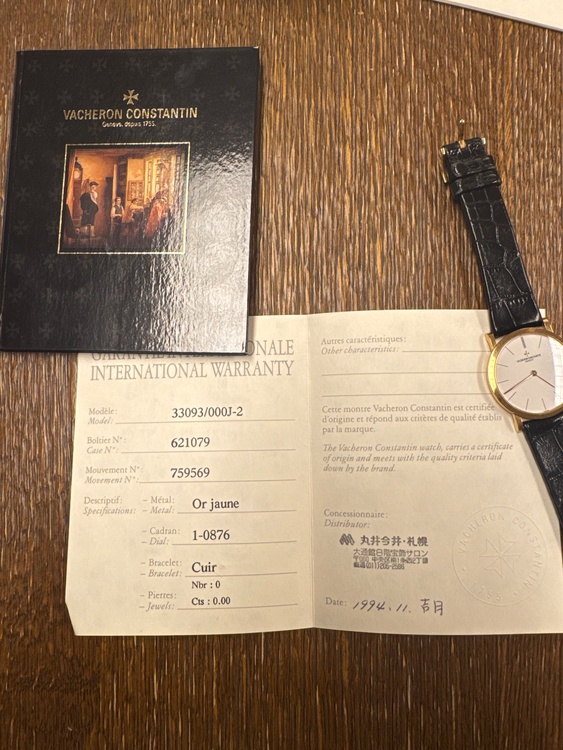 VACHERON CONSTANTIN
Genève, depuis 1755.
INTERNATIONAL WARRANTY
Modèle:
Model:
33093/000J-2
Boîtier N°:
Case N°:
621079
Mouvement N°:
Movement N°:
759569
Descriptif:
Specifications:
– Métal:
– Metal:
Or jaune
– Cadran:
– Dial:
1-0876
– Bracelet:
– Bracelet:
Cuir
Nbr : 0
– Pierres:
– Jewels:
Cts : 0.00
Autres caractéristiques:
Other characteristics:
Cette montre Vacheron Constantin est certifiée
d'origine et répond aux critères de qualité établis
par la marque.
The Vacheron Constantin watch, carries a certificate
of origin and meets with the quality criteria laid
down by the brand.
Concessionnaire:
Distributor:
丸井今井・札幌
Date:
1994.11.
VACHERON CONSTANTIN
VACHERON CONSTANTIN